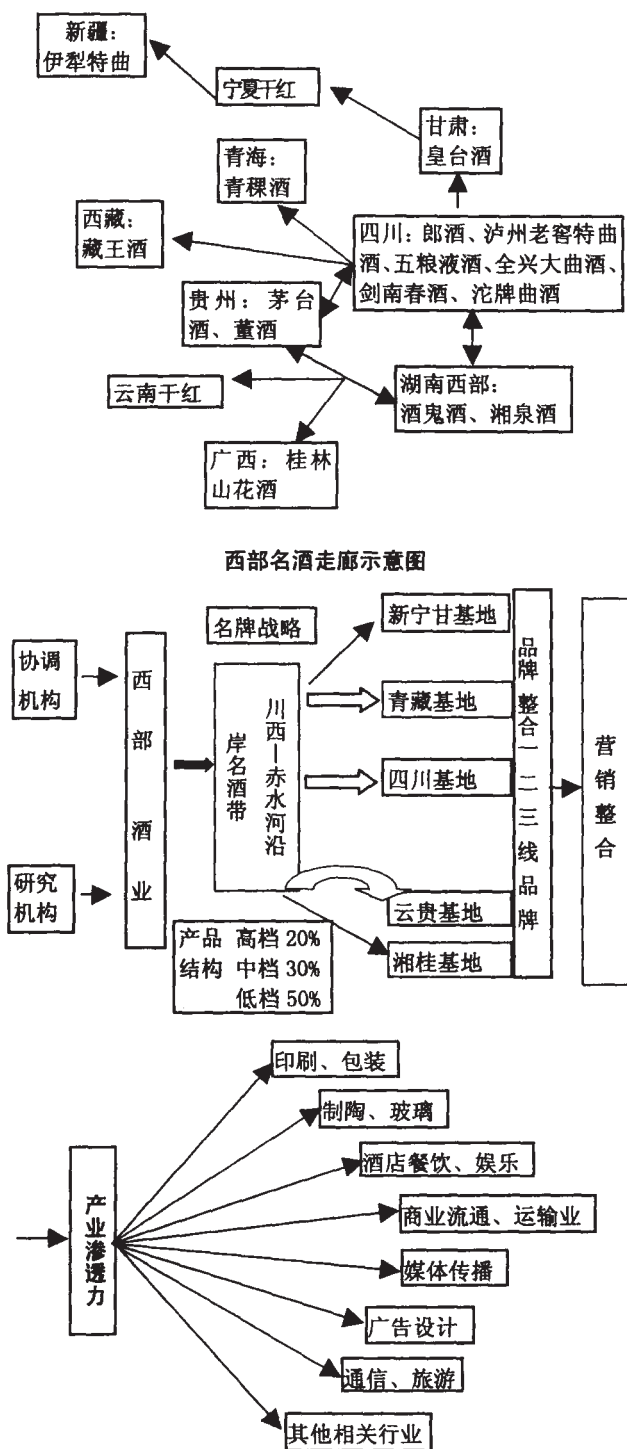 新疆：
伊犁特曲
宁夏干红
甘肃：
皇台酒
青海：
青稞酒
西藏：
藏王酒
四川：郎酒、泸州老窖特曲
酒、五粮液酒、全兴大曲酒、
剑南春酒、沱牌曲酒
贵州：茅台
酒、董酒
云南干红
湖南西部：
酒鬼酒、湘泉酒
广西：桂林
山花酒
西部名酒走廊示意图
协调
机构
研究
机构
西部酒业
名牌战略
川西—赤水河沿
岸名酒带
产品 高档 20%
结构 中档 30%
低档 50%
新宁甘基地
青藏基地
四川基地
云贵基地
湘桂基地
品牌整合一二三线品牌
营销整合
产业渗透力
印刷、包装
制陶、玻璃
酒店餐饮、娱乐
商业流通、运输业
媒体传播
广告设计
通信、旅游
其他相关行业